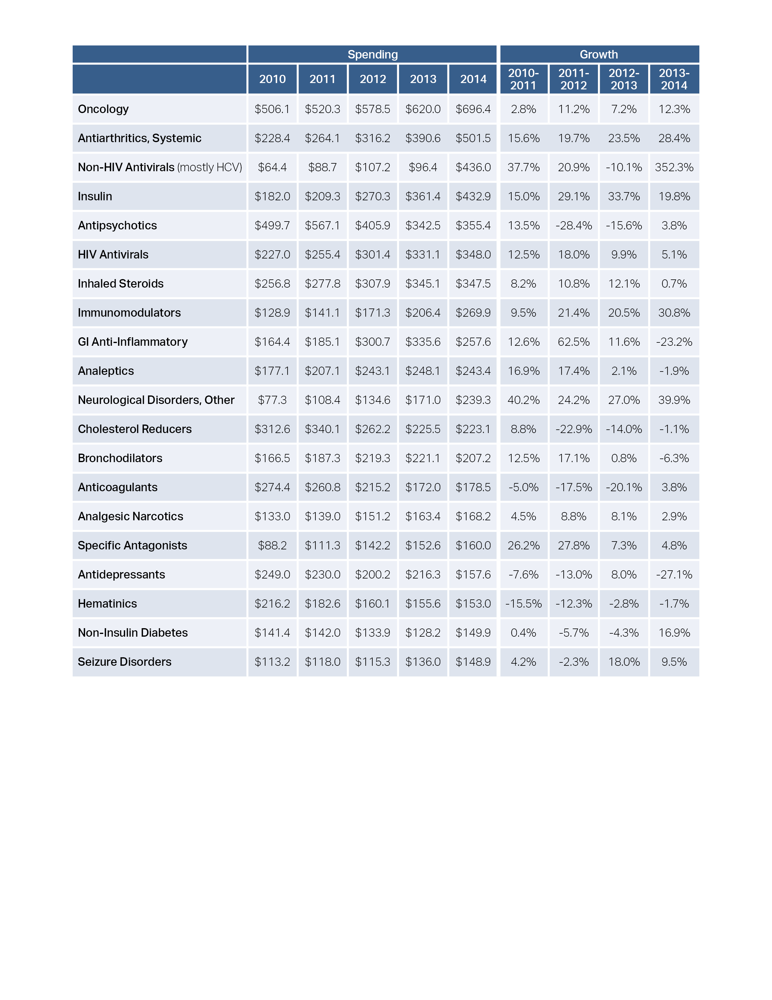 Spending Growth
2010 2011 2012 2013 2014 2010-2011 2011-2012 2012-2013 2013-2014
Oncology $506.1 $520.3 $578.5 $620.0 $696.4 2.8% 11.2% 7.2% 12.3%
Antiarthritics, Systemic $228.4 $264.1 $316.2 $390.6 $501.5 15.6% 19.7% 23.5% 28.4%
Non-HIV Antivirals (mostly HCV) $64.4 $88.7 $107.2 $96.4 $436.0 37.7% 20.9% -10.1% 352.3%
Insulin $182.0 $209.3 $270.3 $361.4 $432.9 15.0% 29.1% 33.7% 19.8%
Antipsychotics $499.7 $567.1 $405.9 $342.5 $355.4 13.5% -28.4% -15.6% 3.8%
HIV Antivirals $227.0 $255.4 $301.4 $331.1 $348.0 12.5% 18.0% 9.9% 5.1%
Inhaled Steroids $256.8 $277.8 $307.9 $345.1 $347.5 8.2% 10.8% 12.1% 0.7%
Immunomodulators $128.9 $141.1 $171.3 $206.4 $269.9 9.5% 21.4% 20.5% 30.8%
GI Anti-Inflammatory $164.4 $185.1 $300.7 $335.6 $257.6 12.6% 62.5% 11.6% -23.2%
Analeptics $177.1 $207.1 $243.1 $248.1 $243.4 16.9% 17.4% 2.1% -1.9%
Neurological Disorders, Other $77.3 $108.4 $134.6 $171.0 $239.3 40.2% 24.2% 27.0% 39.9%
Cholesterol Reducers $312.6 $340.1 $262.2 $225.5 $223.1 8.8% -22.9% -14.0% -1.1%
Bronchodilators $166.5 $187.3 $219.3 $221.1 $207.2 12.5% 17.1% 0.8% -6.3%
Anticoagulants $274.4 $260.8 $215.2 $172.0 $178.5 -5.0% -17.5% -20.1% 3.8%
Analgesic Narcotics $133.0 $139.0 $151.2 $163.4 $168.2 4.5% 8.8% 8.1% 2.9%
Specific Antagonists $88.2 $111.3 $142.2 $152.6 $160.0 26.2% 27.8% 7.3% 4.8%
Antidepressants $249.0 $230.0 $200.2 $216.3 $157.6 -7.6% -13.0% 8.0% -27.1%
Hematinics $216.2 $182.6 $160.1 $155.6 $153.0 -15.5% -12.3% -2.8% -1.7%
Non-Insulin Diabetes $141.4 $142.0 $133.9 $128.2 $149.9 0.4% -5.7% -4.3% 16.9%
Seizure Disorders $113.2 $118.0 $115.3 $136.0 $148.9 4.2% -2.3% 18.0% 9.5%